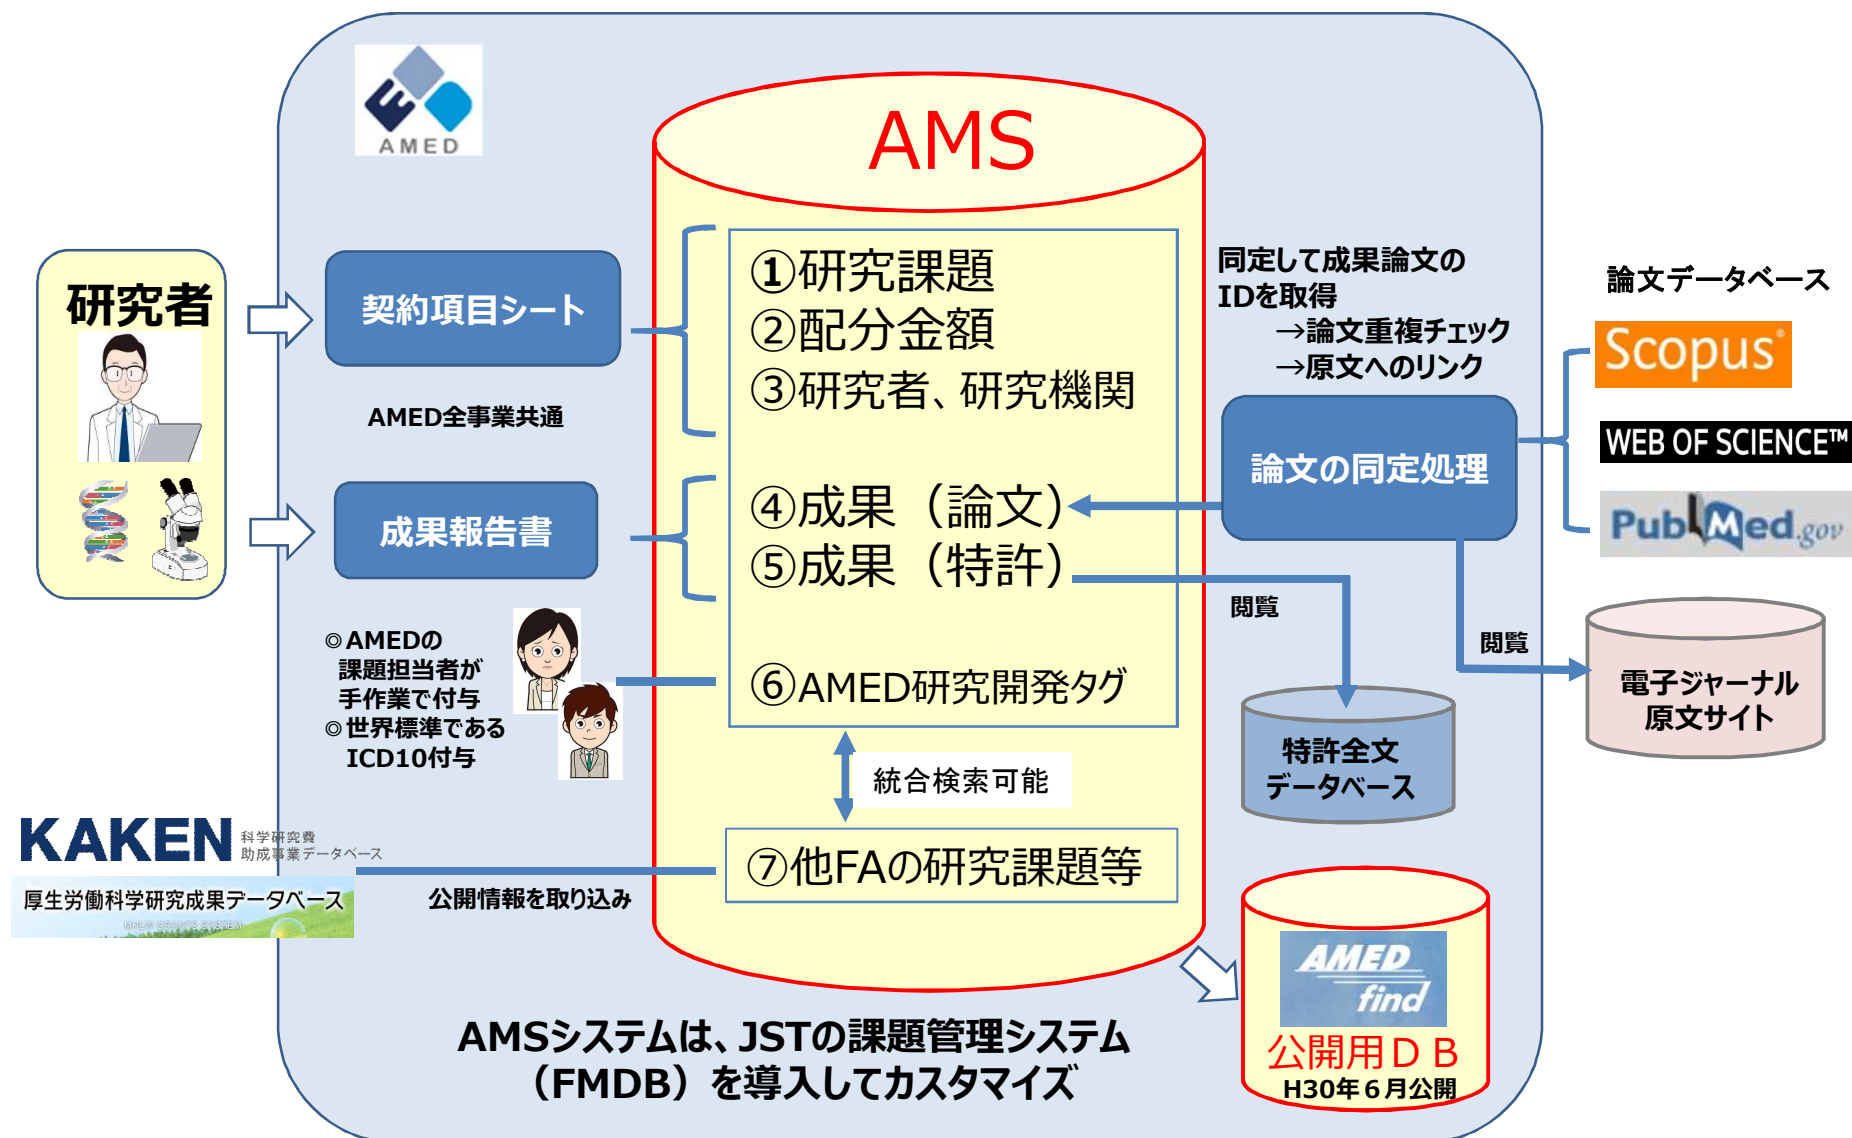 AMED
AMS
研究者
契約項目シート
AMED全事業共通
成果報告書
①研究課題
②配分金額
③研究者、研究機関
④成果（論文）
⑤成果（特許）
⑥AMED研究開発タグ
◎AMEDの
課題担当者が
手作業で付与
◎世界標準である
ICD10付与
統合検索可能
⑦他FAの研究課題等
KAKEN
科学研究費
助成事業データベース
厚生労働科学研究成果データベース
MHLW GRANTS SYSTEM
公開情報を取り込み
同定して成果論文の
IDを取得
→論文重複チェック
→原文へのリンク
論文の同定処理
論文データベース
Scopus®
WEB OF SCIENCE™
PubMed.gov
閲覧
閲覧
特許全文
データベース
電子ジャーナル
原文サイト
AMED
find
公開用ＤＢ
H30年６月公開
AMSシステムは、JSTの課題管理システム
（FMDB）を導入してカスタマイズ